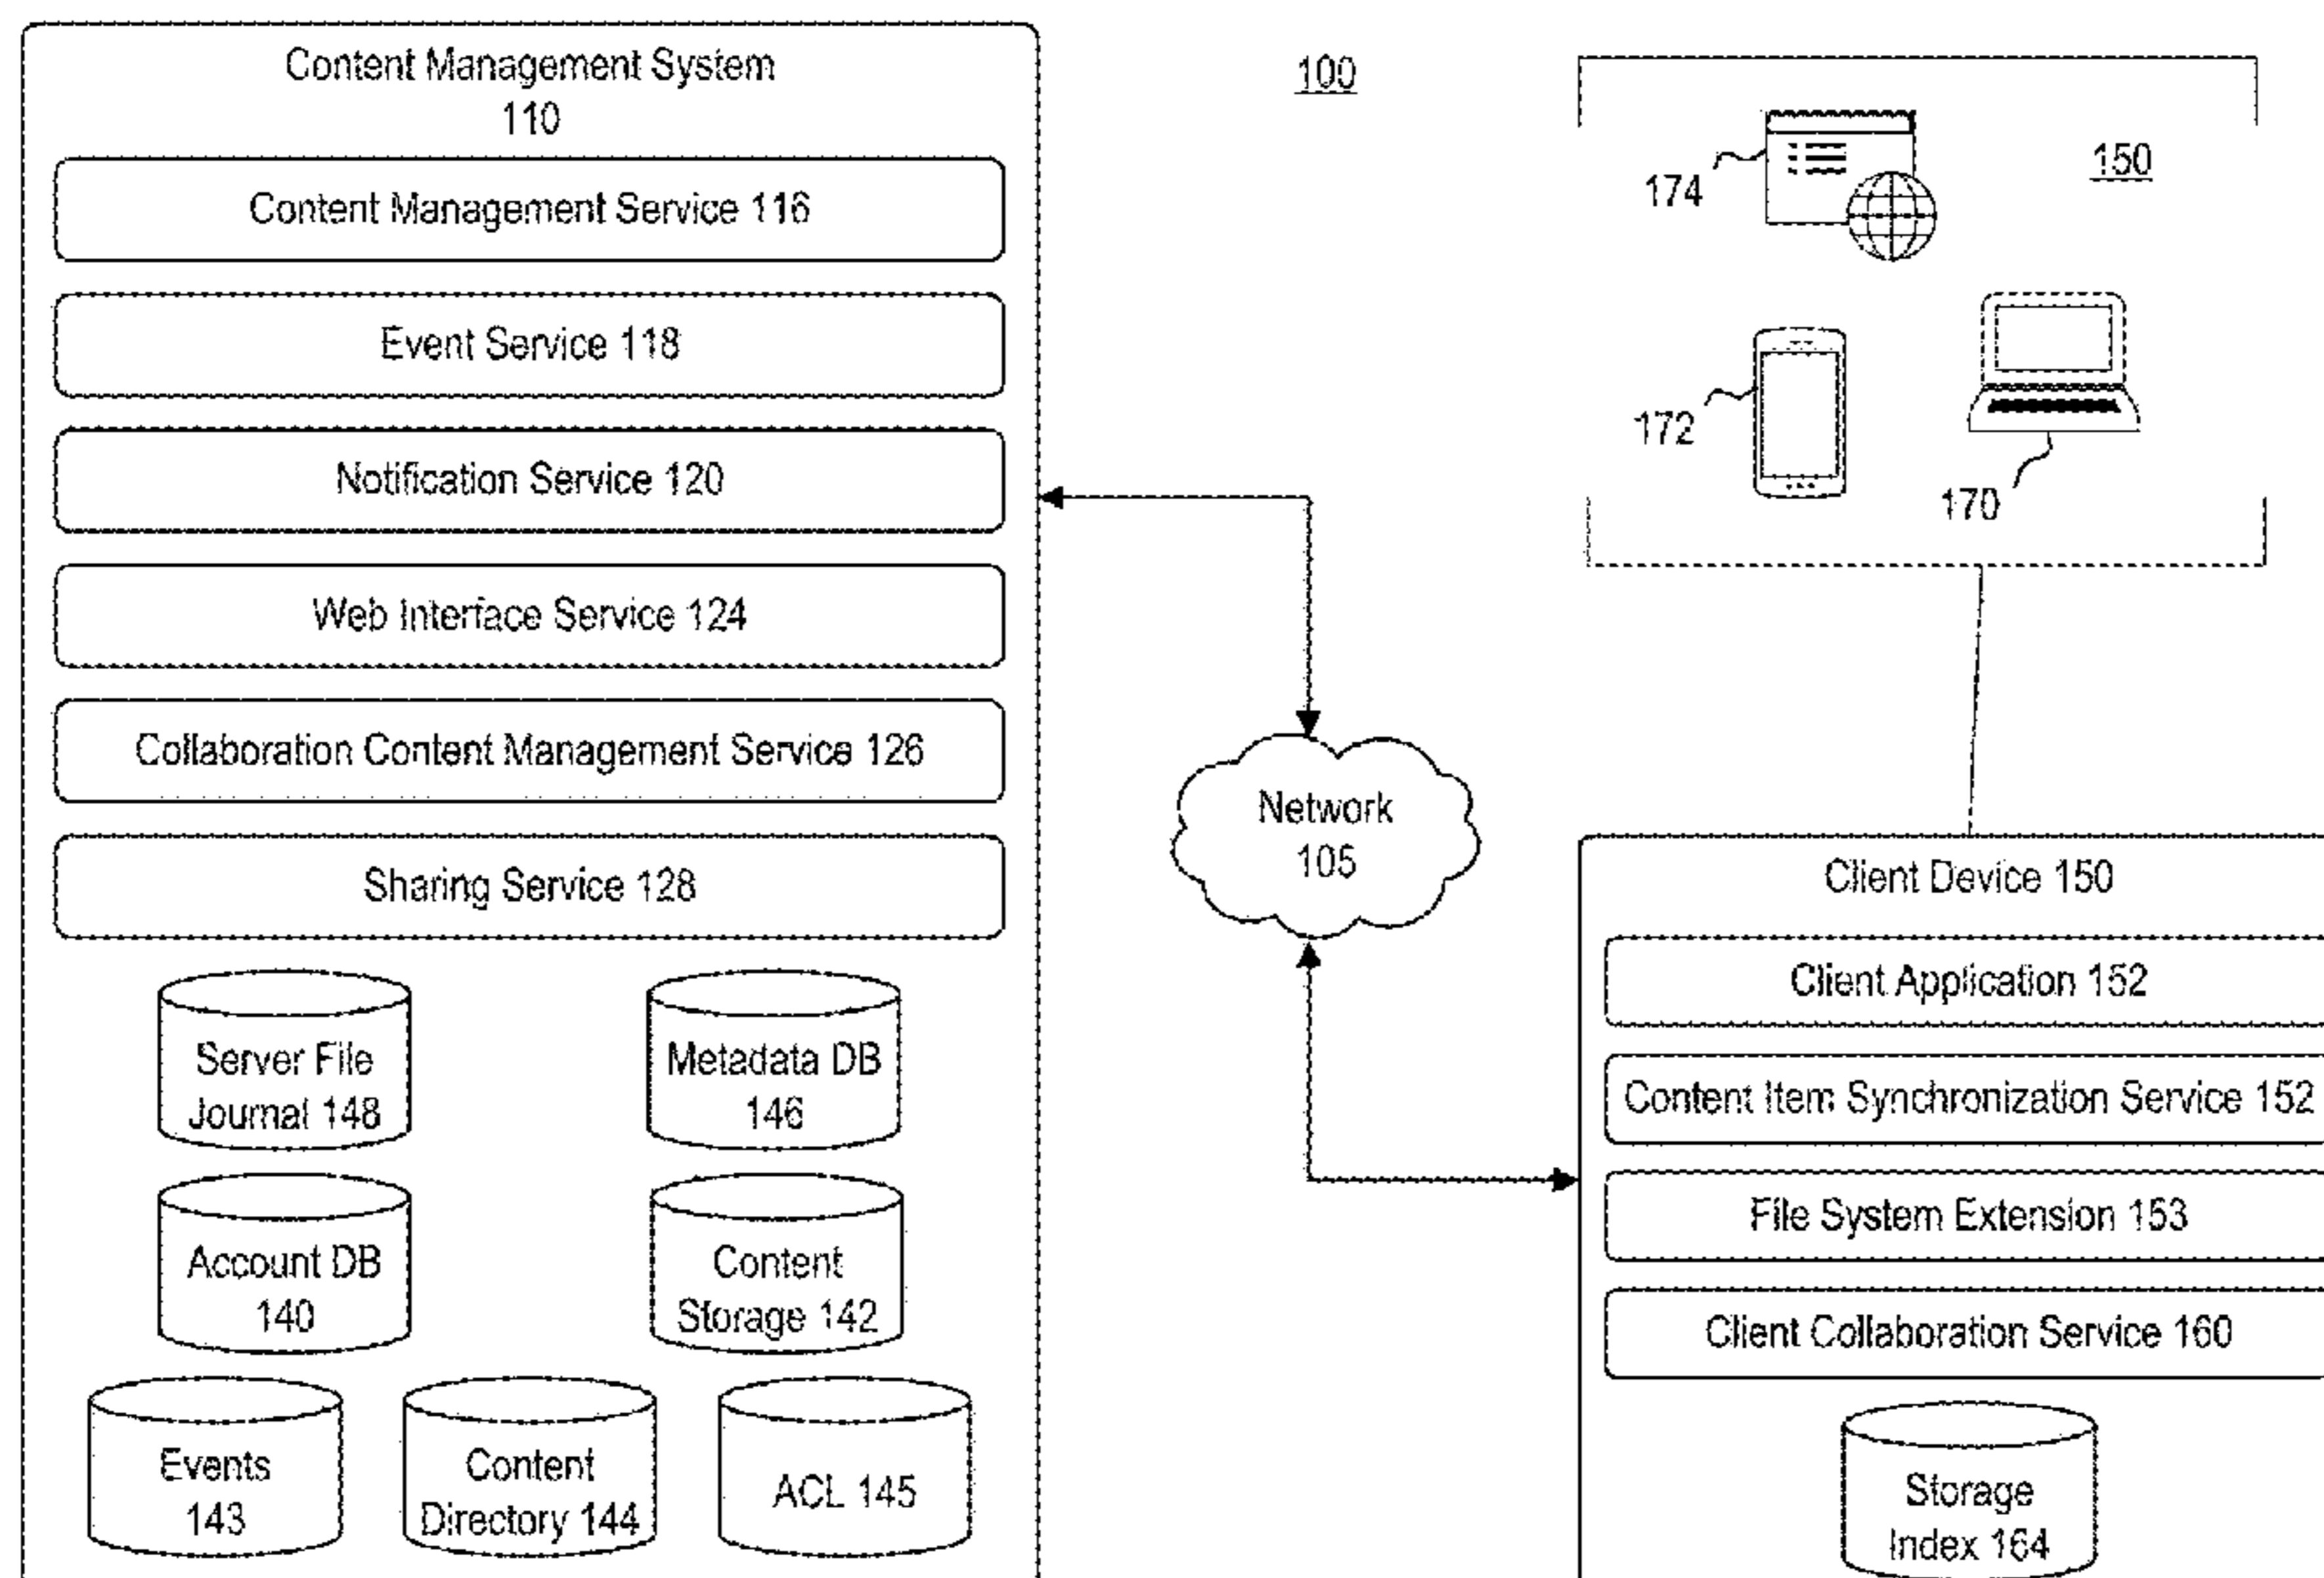 Content Management System
110
Content Management Service 116
Event Service 118
Notification Service 120
Web Interface Service 124
Collaboration Content Management Service 126
Sharing Service 128
Server File
Journal 148
Metadata DB
146
Account DB
140
Content
Storage 142
Events
143
Content
Directory 144
ACL 145
100
Network
105
174
150
172
170
Client Device 150
Client Application 152
Content Item Synchronization Service 152
File System Extension 153
Client Collaboration Service 160
Storage
Index 164